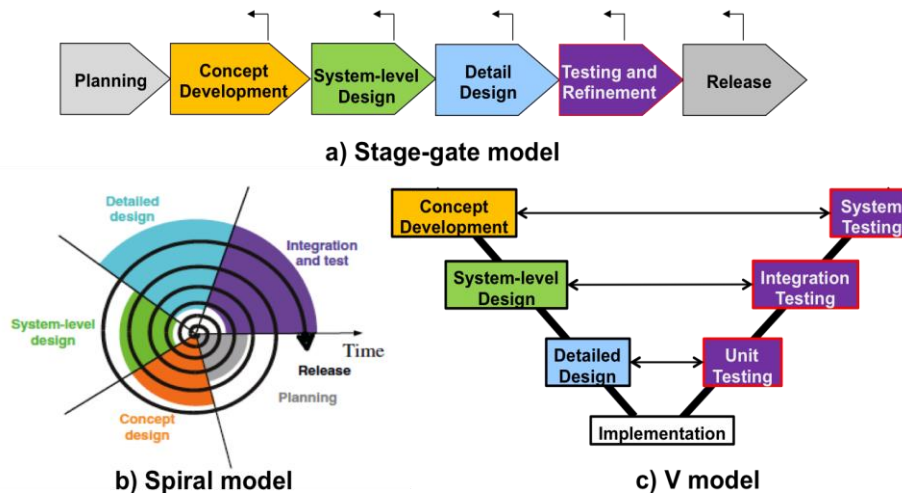 Planning
Concept
Development
System-level
Design
Detail
Design
Testing and
Refinement
Release
a) Stage-gate model
Detailed
design
Integration
and test
System-level
design
Time
Release
Planning
Concept
design
b) Spiral model
Concept
Development
System
Testing
System-level
Design
Integration
Testing
Detailed
Design
Unit
Testing
Implementation
c) V model